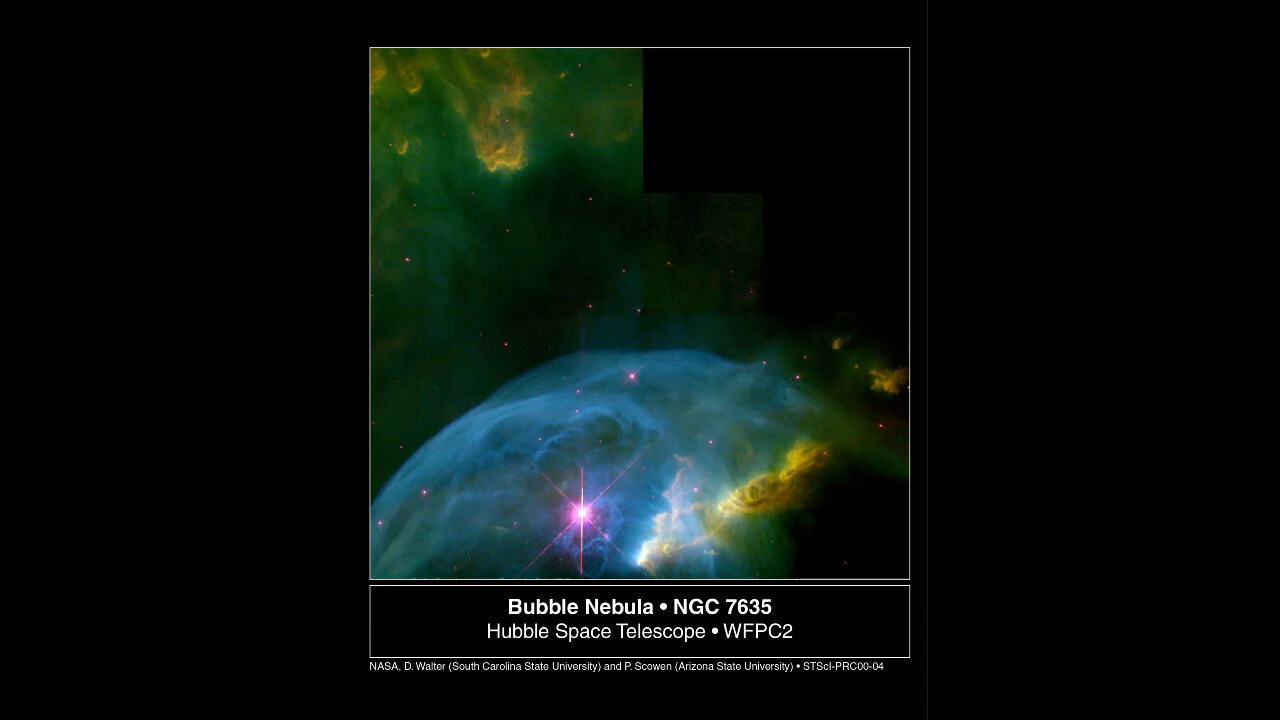 Bubble Nebula • NGC 7635
Hubble Space Telescope • WFPC2
NASA, D. Walter (South Carolina State University) and P. Scowen (Arizona State University) • STScI-PRC00-04